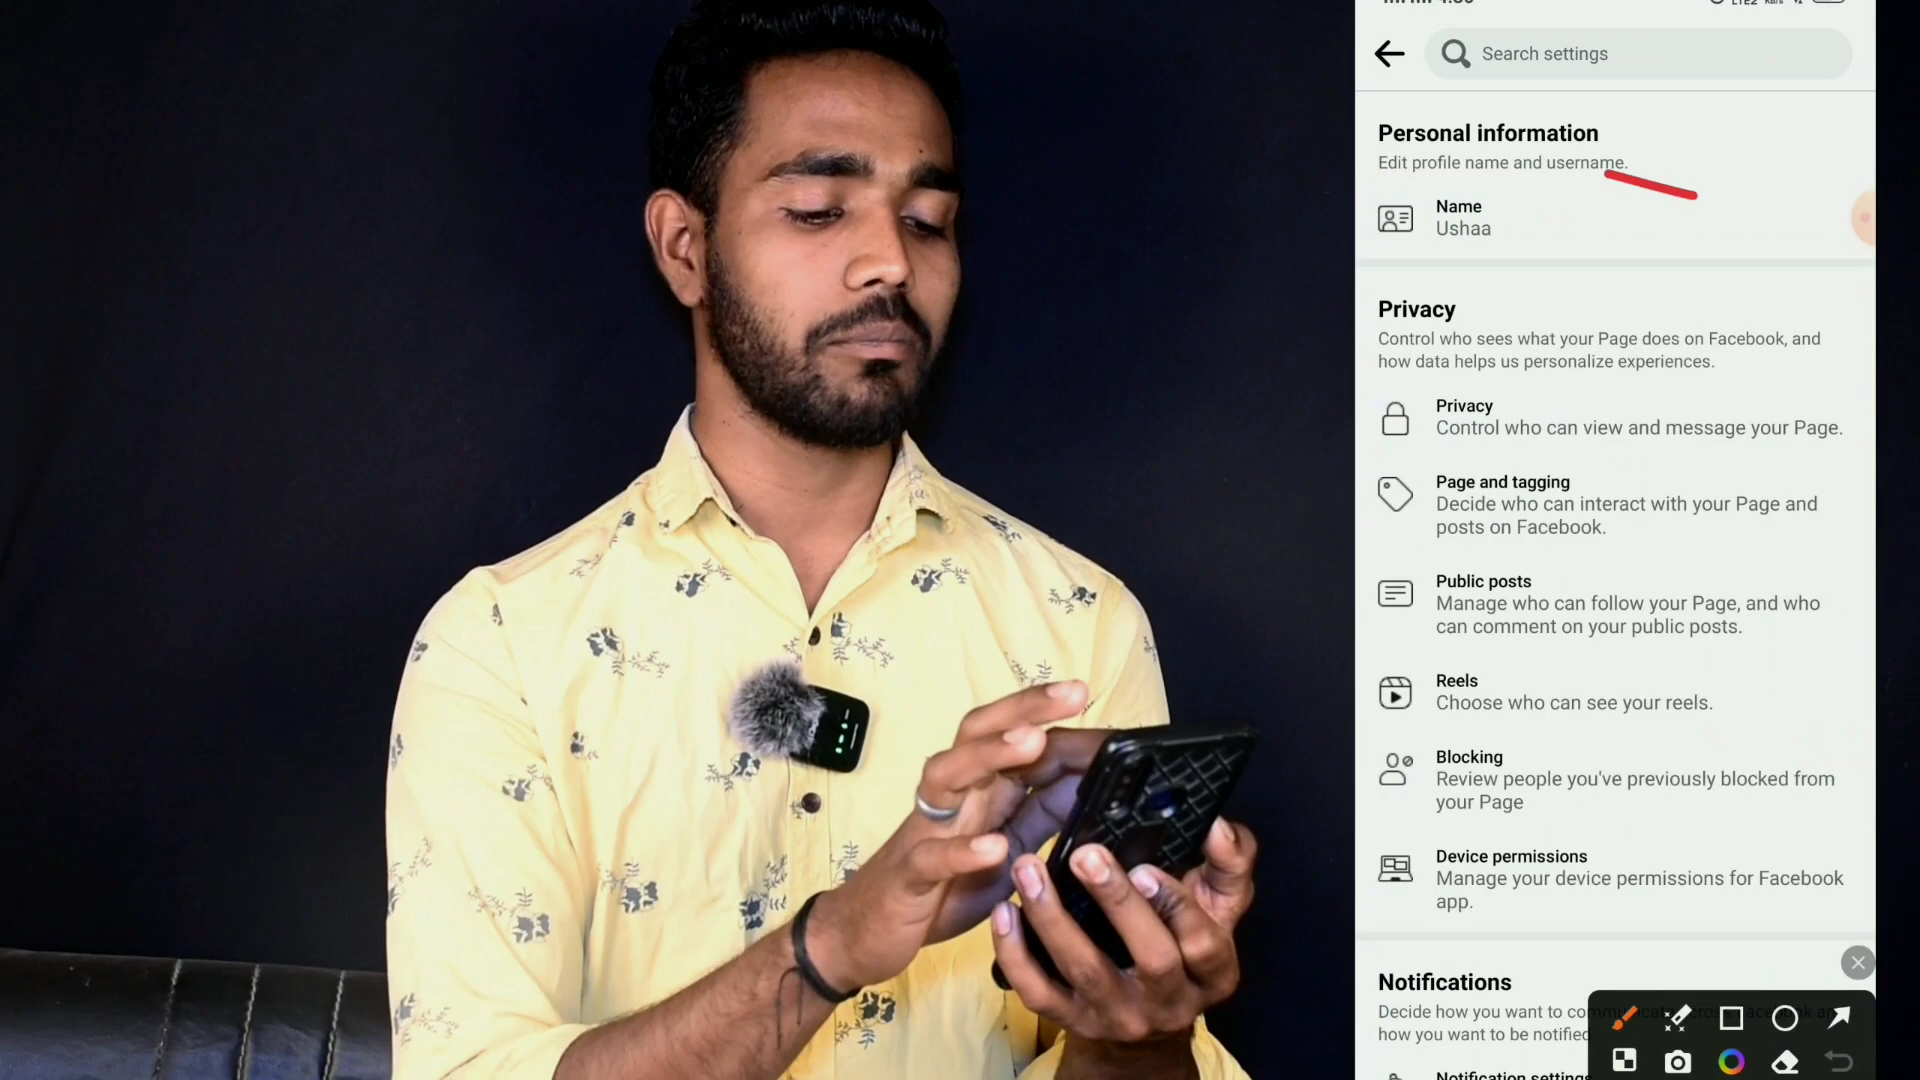 Search settings
Personal information
Edit profile name and username.
Name
Ushaa
Privacy
Control who sees what your Page does on Facebook, and
how data helps us personalize experiences.
Privacy
Control who can view and message your Page.
Page and tagging
Decide who can interact with your Page and
posts on Facebook.
Public posts
Manage who can follow your Page, and who
can comment on your public posts.
Reels
Choose who can see your reels.
Blocking
Review people you've previously blocked from
your Page
Device permissions
Manage your device permissions for Facebook
app.
Notifications
Decide how you want to
how you want to be notified
Notification settings